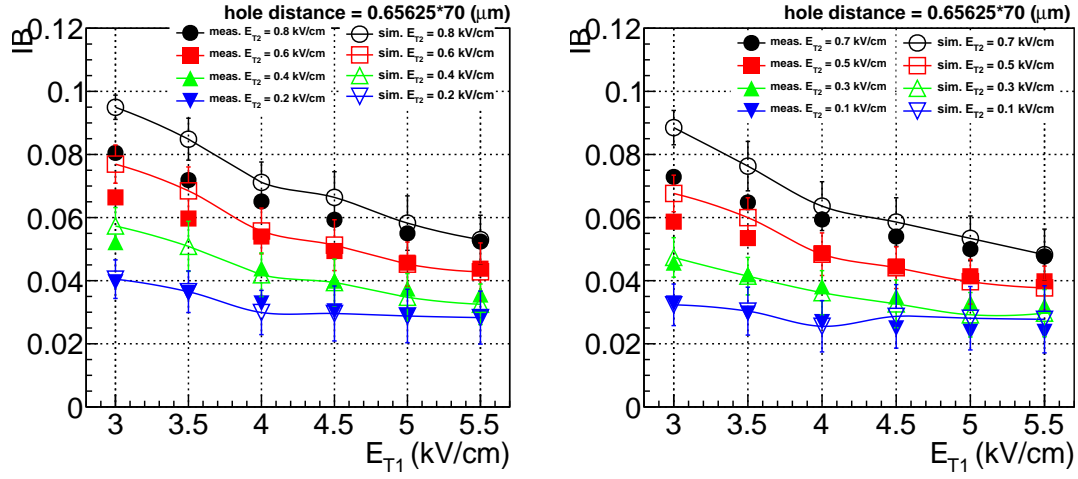 hole distance = 0.65625*70 (μm)
IB
0.12
0.1
0.08
0.06
0.04
0.02
0
meas. E_T2 = 0.8 kV/cm
meas. E_T2 = 0.6 kV/cm
meas. E_T2 = 0.4 kV/cm
meas. E_T2 = 0.2 kV/cm
sim. E_T2 = 0.8 kV/cm
sim. E_T2 = 0.6 kV/cm
sim. E_T2 = 0.4 kV/cm
sim. E_T2 = 0.2 kV/cm
3 3.5 4 4.5 5 5.5
E_T1 (kV/cm)
hole distance = 0.65625*70 (μm)
IB
0.12
0.1
0.08
0.06
0.04
0.02
0
meas. E_T2 = 0.7 kV/cm
meas. E_T2 = 0.5 kV/cm
meas. E_T2 = 0.3 kV/cm
meas. E_T2 = 0.1 kV/cm
sim. E_T2 = 0.7 kV/cm
sim. E_T2 = 0.5 kV/cm
sim. E_T2 = 0.3 kV/cm
sim. E_T2 = 0.1 kV/cm
3 3.5 4 4.5 5 5.5
E_T1 (kV/cm)